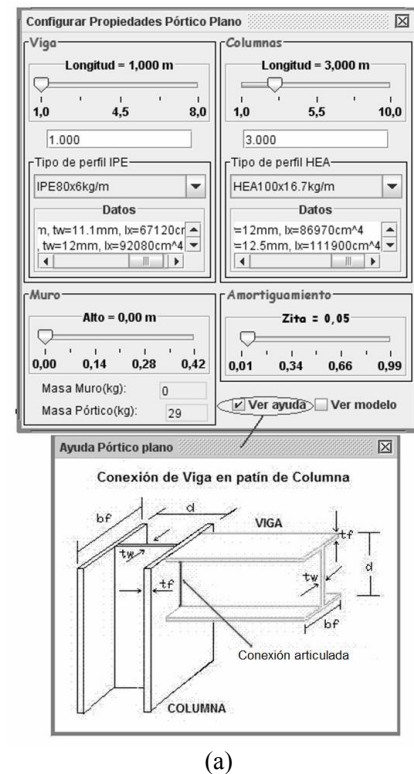 Configurar Propiedades Pórtico Plano
Viga
Longitud = 1,000 m
1,0 4,5 8,0
1.000
Tipo de perfil IPE
IPE80x6kg/m
Datos
n, tw=11.1mm, Ix=67120cr
, tw=12mm, Ix=92080cm^4
Columnas
Longitud = 3,000 m
1,0 5,5 10,0
3.000
Tipo de perfil HEA
HEA100x16.7kg/m
Datos
=12mm, Ix=86970cm^4
=12.5mm, Ix=111900cm^4
Muro
Alto = 0,00 m
0,00 0,14 0,28 0,42
Masa Muro(kg): 0
Masa Pórtico(kg): 29
Amortiguamiento
Zita = 0,05
0,01 0,34 0,66 0,99
Ver ayuda Ver modelo
Ayuda Pórtico plano
Conexión de Viga en patín de Columna
bf d VIGA tf
tw tw d
tf bf
Conexión articulada
COLUMNA
(a)